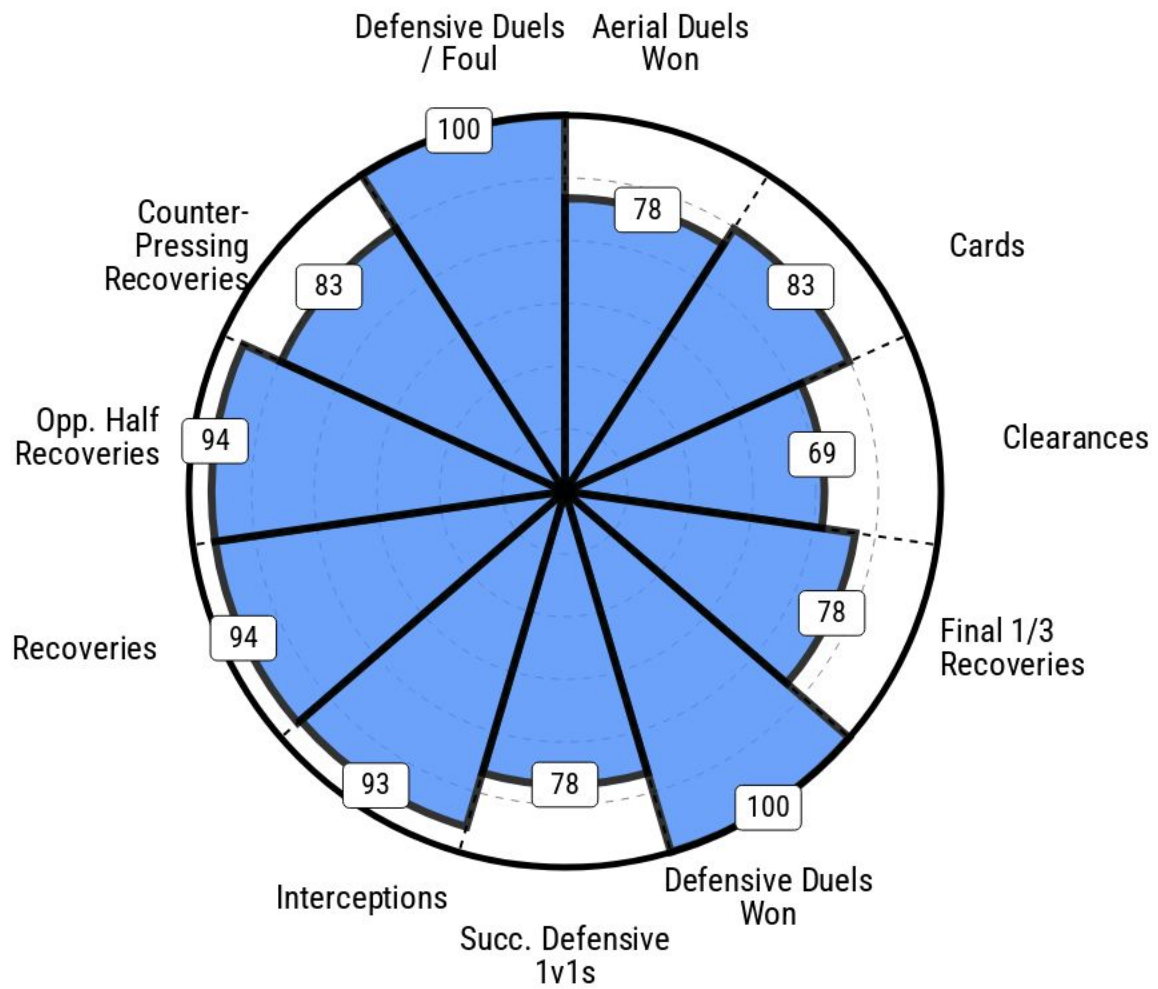 Defensive Duels
/ Foul
Aerial Duels
Won
100
78
Counter-
Pressing
Recoveries
83
83
Cards
Opp. Half
Recoveries
94
69
Clearances
Recoveries
94
78
Final 1/3
Recoveries
93
78
100
Interceptions
Succ. Defensive
1v1s
Defensive Duels
Won